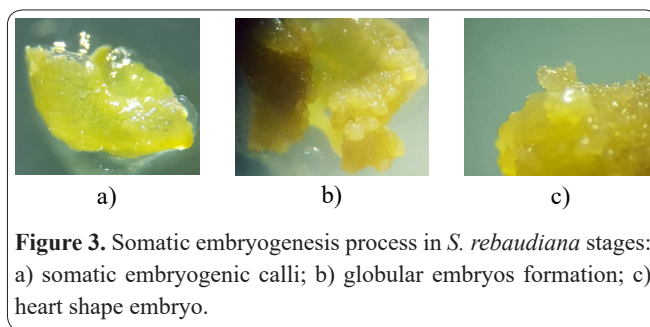 a) b) c)
Figure 3. Somatic embryogenesis process in S. rebaudiana stages:
a) somatic embryogenic calli; b) globular embryos formation; c)
heart shape embryo.